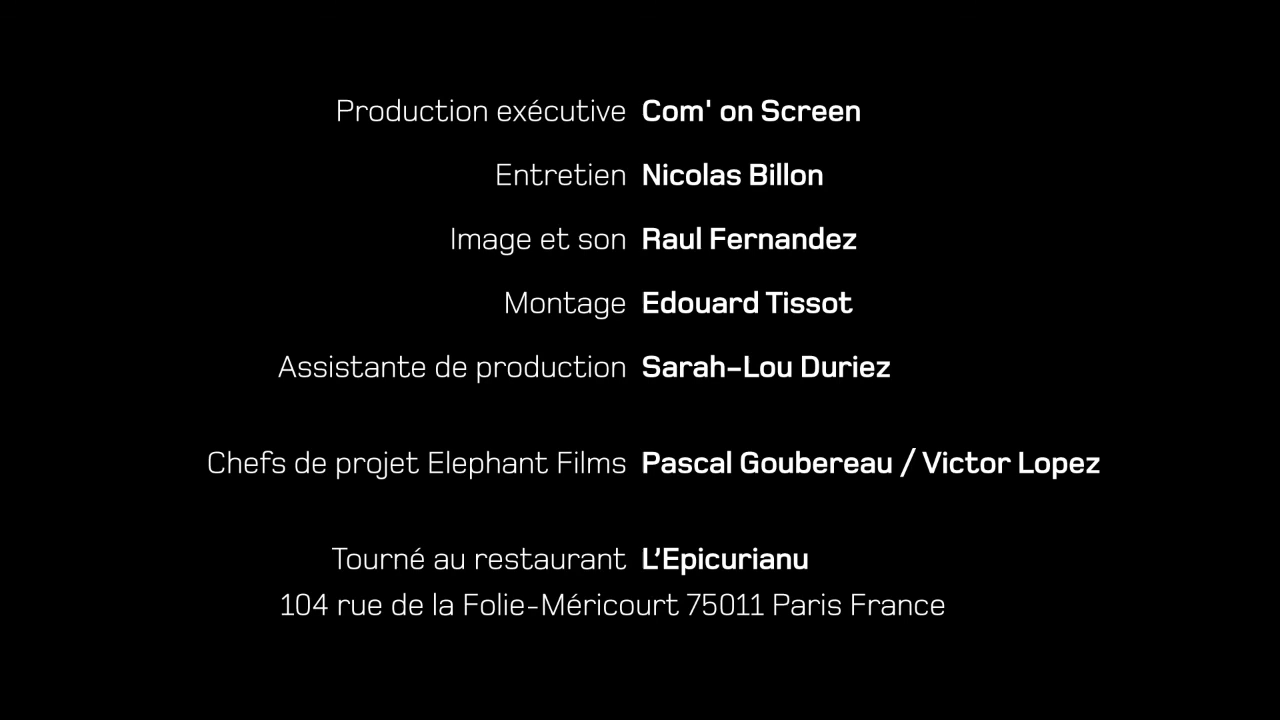 Production exécutive Com' on Screen
Entretien Nicolas Billon
Image et son Raul Fernandez
Montage Edouard Tissot
Assistante de production Sarah-Lou Duriez
Chefs de projet Elephant Films Pascal Goubereau / Victor Lopez
Tourné au restaurant L’Epicurianu
104 rue de la Folie-Méricourt 75011 Paris France